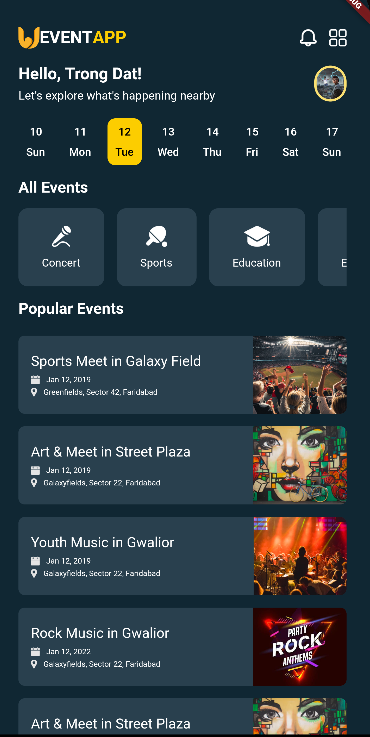 UG
EVENTAPP
Hello, Trong Dat!
Let's explore what's happening nearby
10 11 12 13 14 15 16 17
Sun Mon Tue Wed Thu Fri Sat Sun
All Events
Concert Sports Education E
Popular Events
Sports Meet in Galaxy Field
Jan 12, 2019
Greenfields, Sector 42, Faridabad
Art & Meet in Street Plaza
Jan 12, 2019
Galaxyfields, Sector 22, Faridabad
Youth Music in Gwalior
Jan 12, 2019
Galaxyfields, Sector 22, Faridabad
Rock Music in Gwalior
Jan 12, 2022
Galaxyfields, Sector 22, Faridabad
PARTY
ROCK
ANTHEMS
Art & Meet in Street Plaza